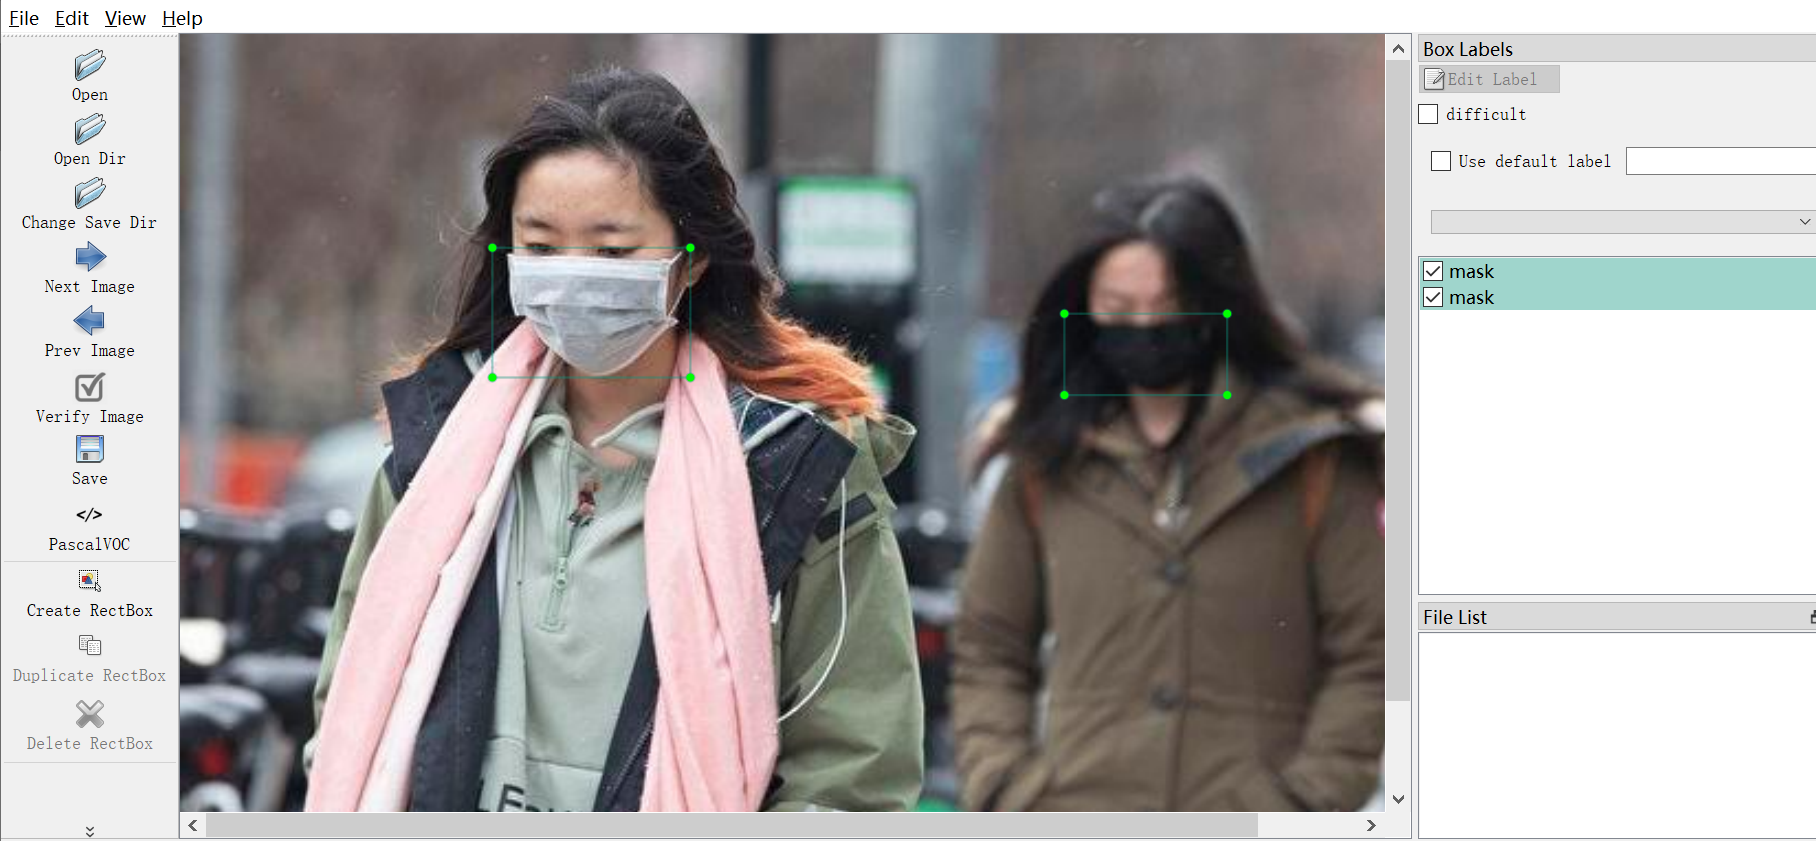 File Edit View Help
Open
Open Dir
Change Save Dir
Next Image
Prev Image
Verify Image
Save
</>
PascalVOC
Create RectBox
Duplicate RectBox
Delete RectBox
Box Labels
Edit Label
difficult
Use default label
mask
mask
File List